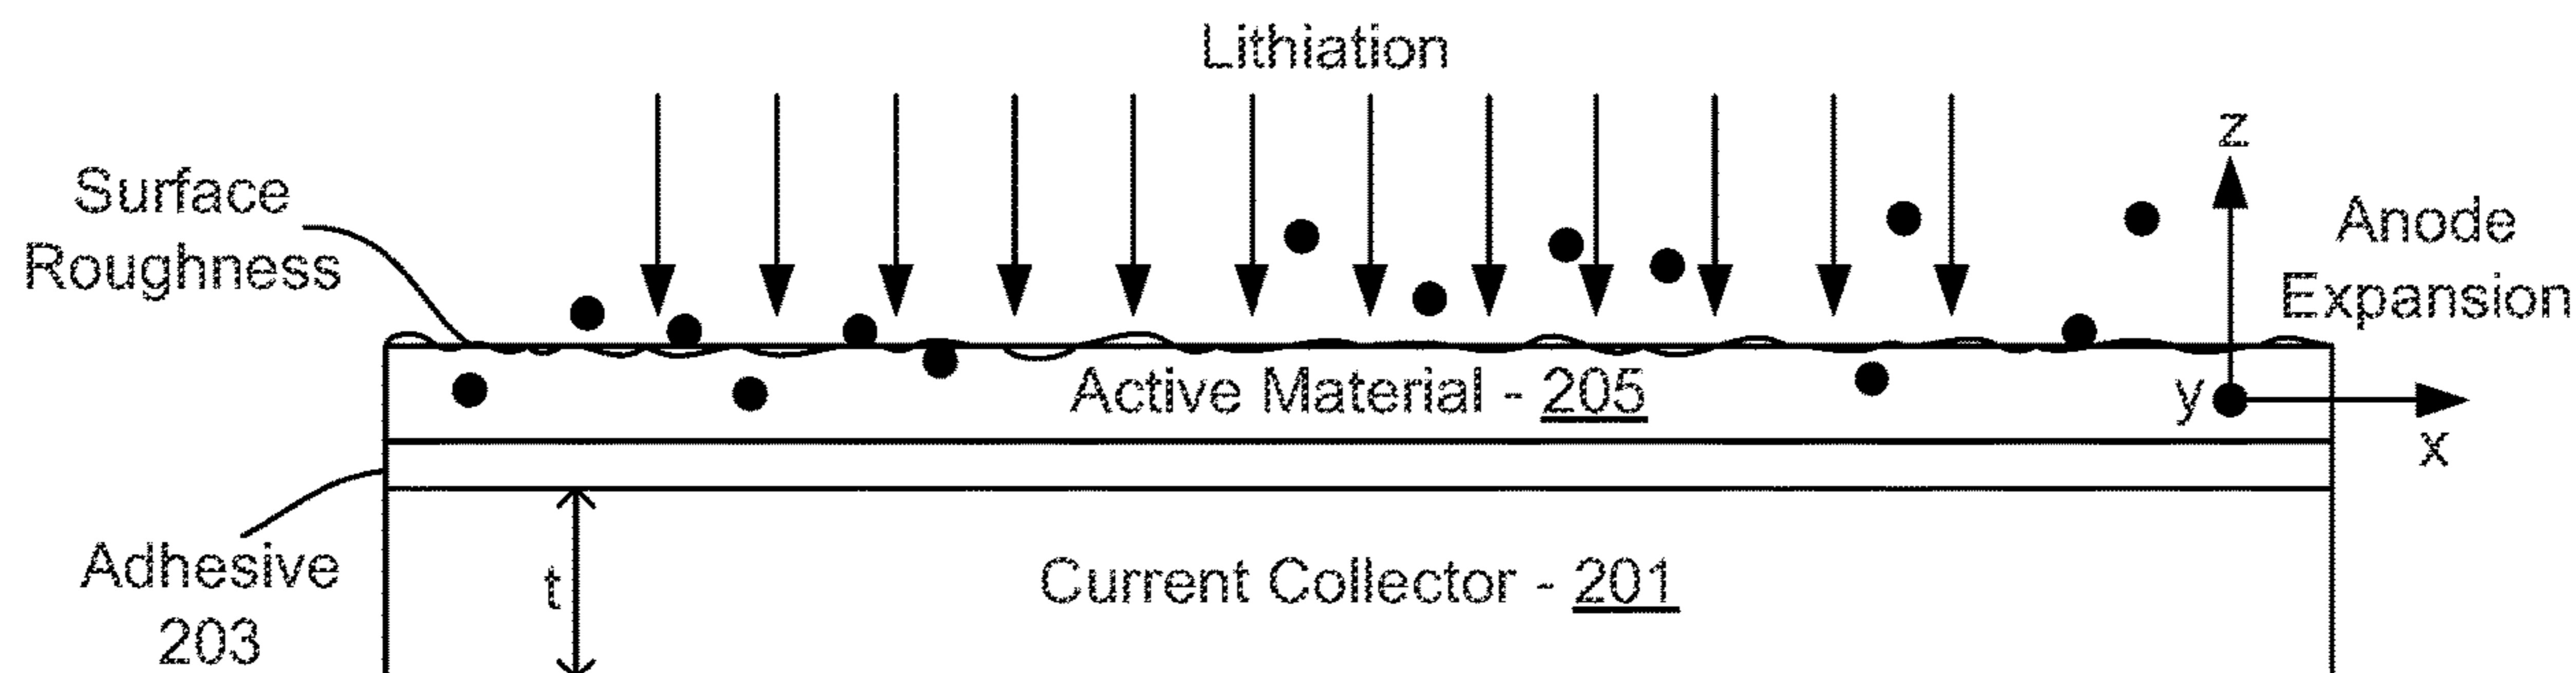 Lithiation
Surface
Roughness
z
Anode
Expansion
Active Material - 205
y
x
Adhesive
203
t
Current Collector - 201